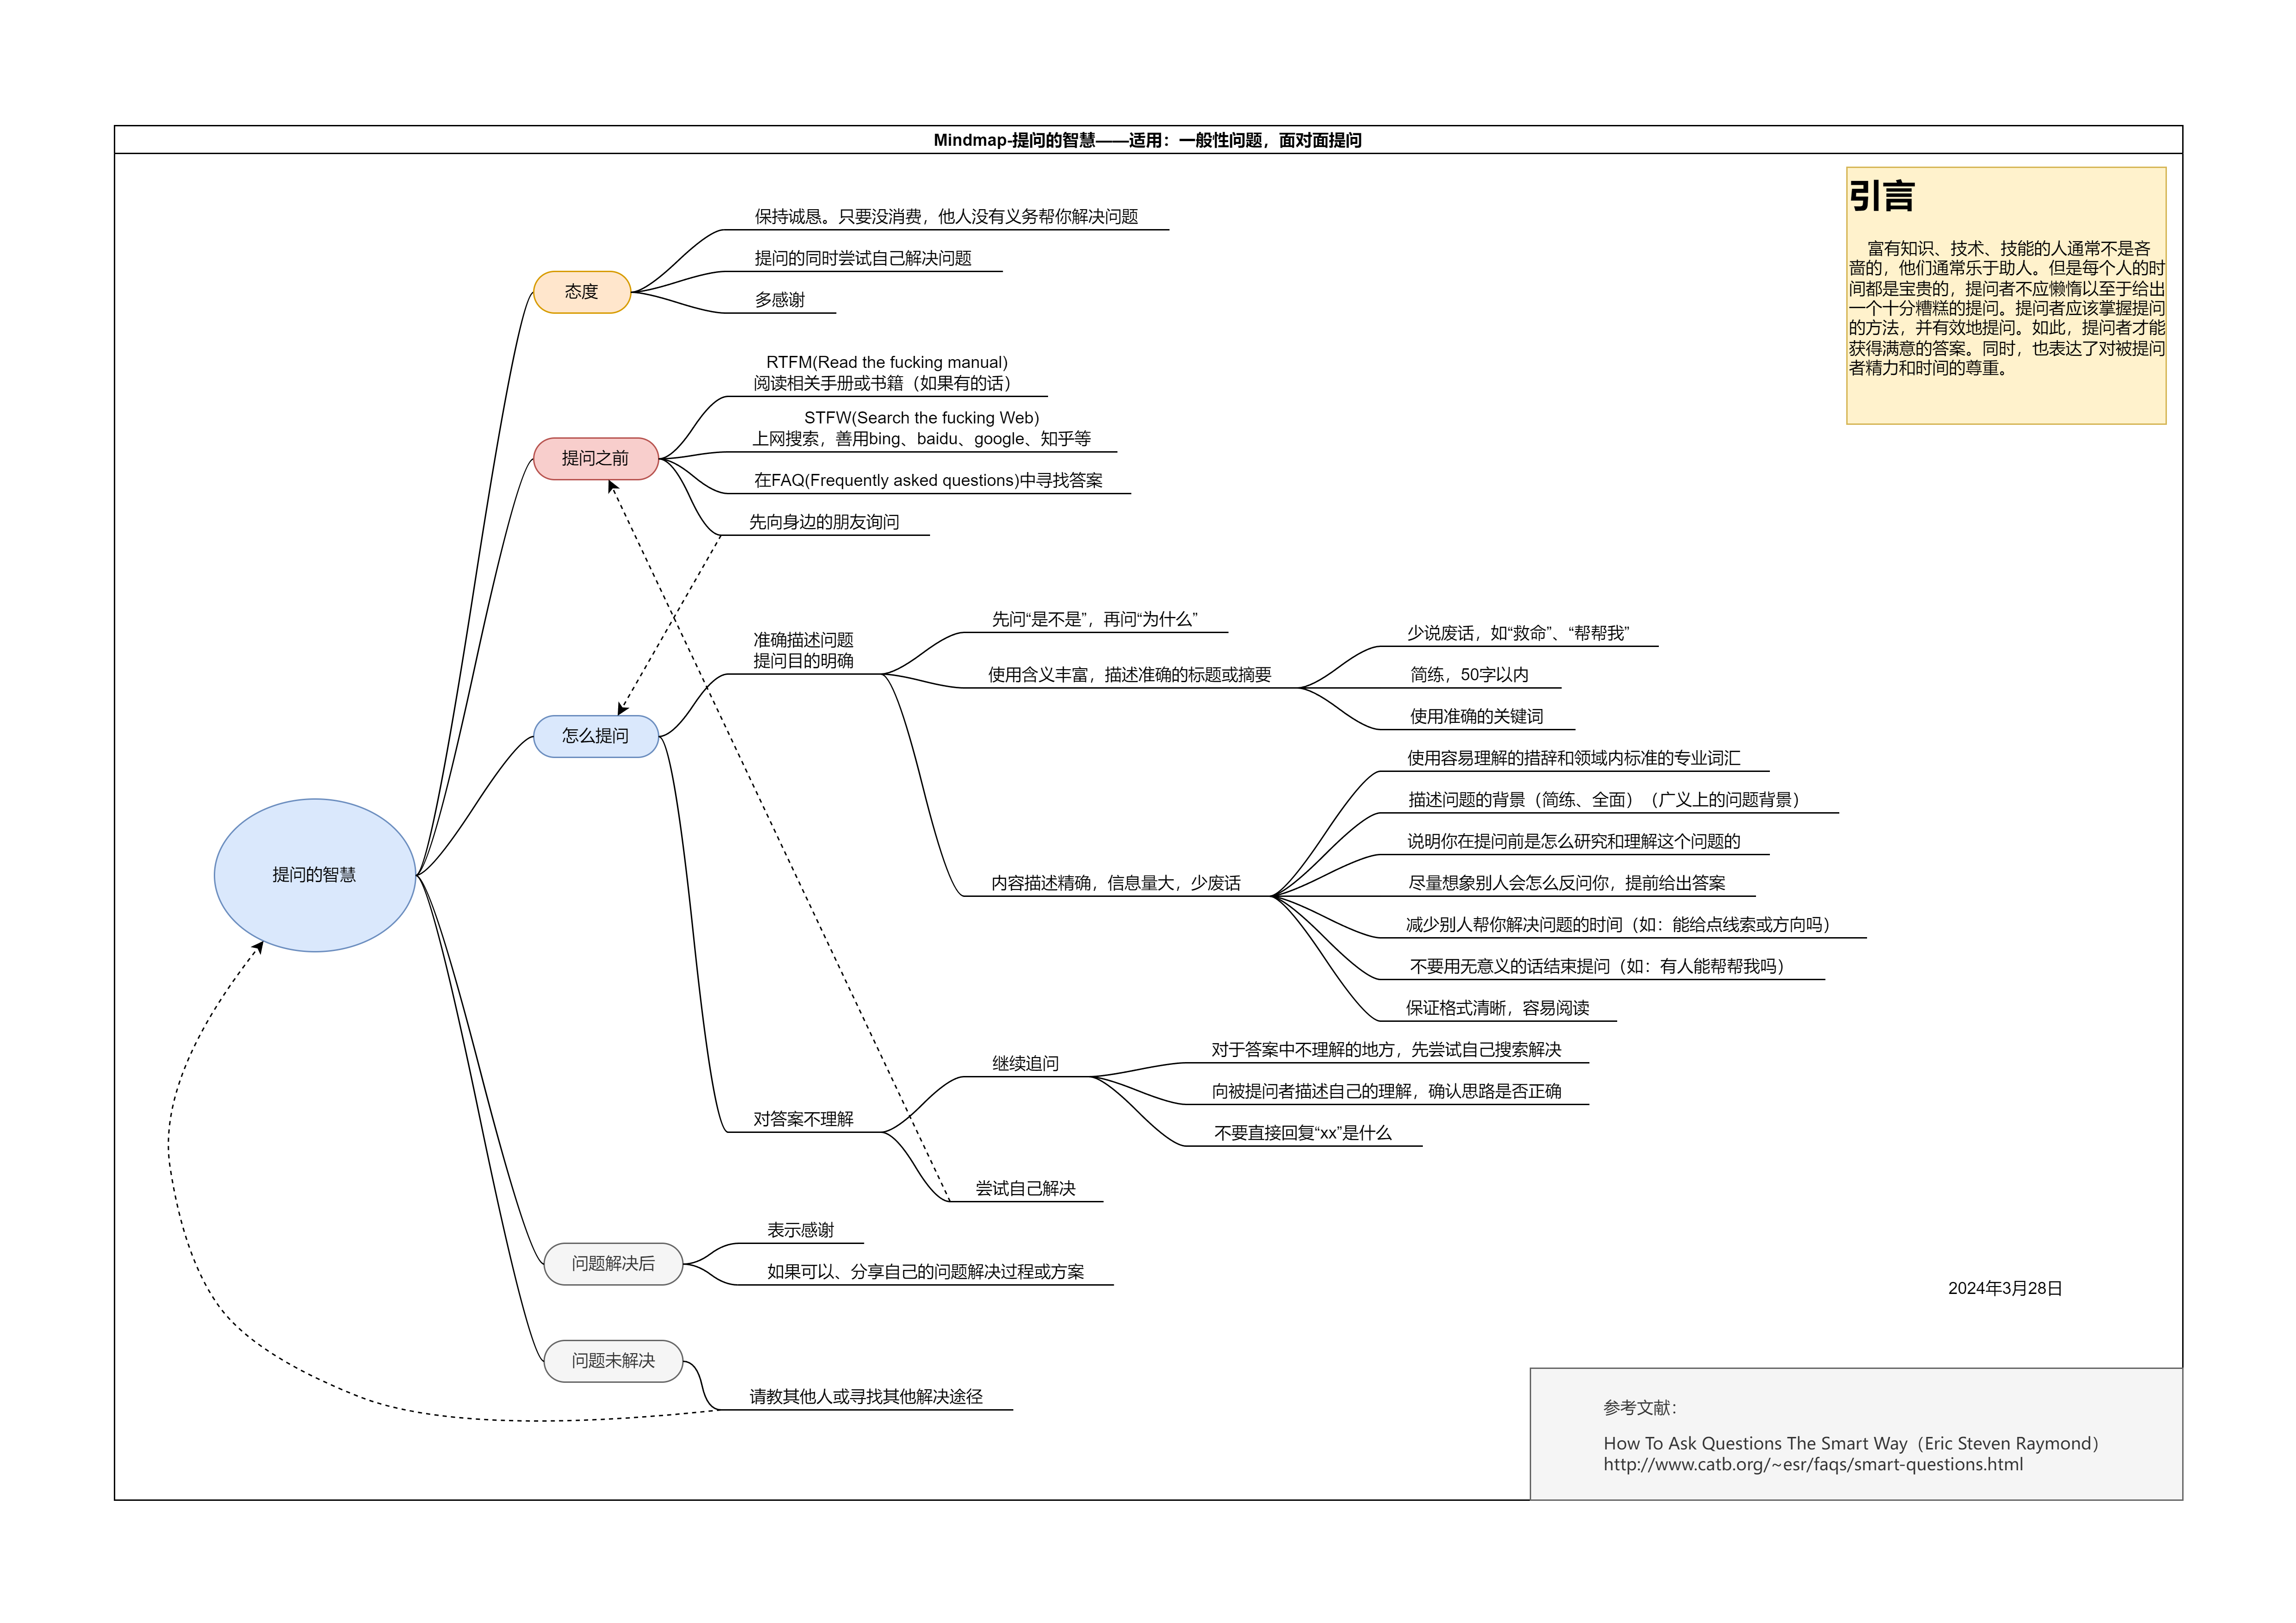 Mindmap-提问的智慧——适用：一般性问题，面对面提问
引言
富有知识、技术、技能的人通常不是吝
啬的，他们通常乐于助人。但是每个人的时
间都是宝贵的，提问者不应懒惰以至于给出
一个十分糟糕的提问。提问者应该掌握提问
的方法，并有效地提问。如此，提问者才能
获得满意的答案。同时，也表达了对被提问
者精力和时间的尊重。
提问的智慧
态度
保持诚恳。只要没消费，他人没有义务帮你解决问题
提问的同时尝试自己解决问题
多感谢
提问之前
RTFM(Read the fucking manual)
阅读相关手册或书籍（如果有的话）
STFW(Search the fucking Web)
上网搜索，善用bing、baidu、google、知乎等
在FAQ(Frequently asked questions)中寻找答案
先向身边的朋友询问
怎么提问
准确描述问题
提问目的明确
先问“是不是”，再问“为什么”
使用含义丰富，描述准确的标题或摘要
少说废话，如“救命”、“帮帮我”
简练，50字以内
使用准确的关键词
内容描述精确，信息量大，少废话
使用容易理解的措辞和领域内标准的专业词汇
描述问题的背景（简练、全面）（广义上的问题背景）
说明你在提问前是怎么研究和理解这个问题的
尽量想象别人会怎么反问你，提前给出答案
减少别人帮你解决问题的时间（如：能给点线索或方向吗）
不要用无意义的话结束提问（如：有人能帮帮我吗）
保证格式清晰，容易阅读
对答案不理解
继续追问
对于答案中不理解的地方，先尝试自己搜索解决
向被提问者描述自己的理解，确认思路是否正确
不要直接回复“xx”是什么
尝试自己解决
问题解决后
表示感谢
如果可以、分享自己的问题解决过程或方案
问题未解决
请教其他人或寻找其他解决途径
2024年3月28日
参考文献：
How To Ask Questions The Smart Way（Eric Steven Raymond）
http://www.catb.org/~esr/faqs/smart-questions.html